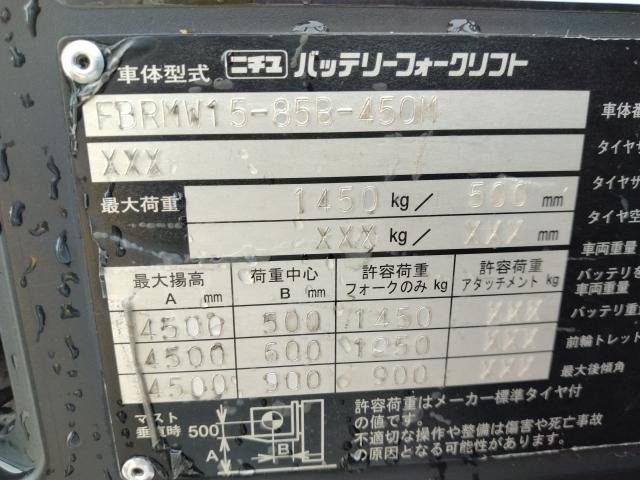 車体型式 ニチユ バッテリーフォークリフト
FBRMW15-85B-450M
XXX
最大荷重 1450 kg/ 500 mm
XXX kg/ XXX mm
最大揚高 A mm 荷重中心 B mm 許容荷重 フォークのみ kg 許容荷重 アタッチメント kg
4500 500 1450 XXX
4500 600 1250 XXX
4500 900 900 XXX
マスト垂直時 500 A B
許容荷重はメーカー標準タイヤ付
の値です。
不適切な操作や整備は傷害や死亡事故
の原因となる可能性があります。
車体番
タイヤサ
タイヤサ
タイヤ空
車両重量
バッテリを
車両重量
バッテリ重
前輪トレッド
最大後傾角